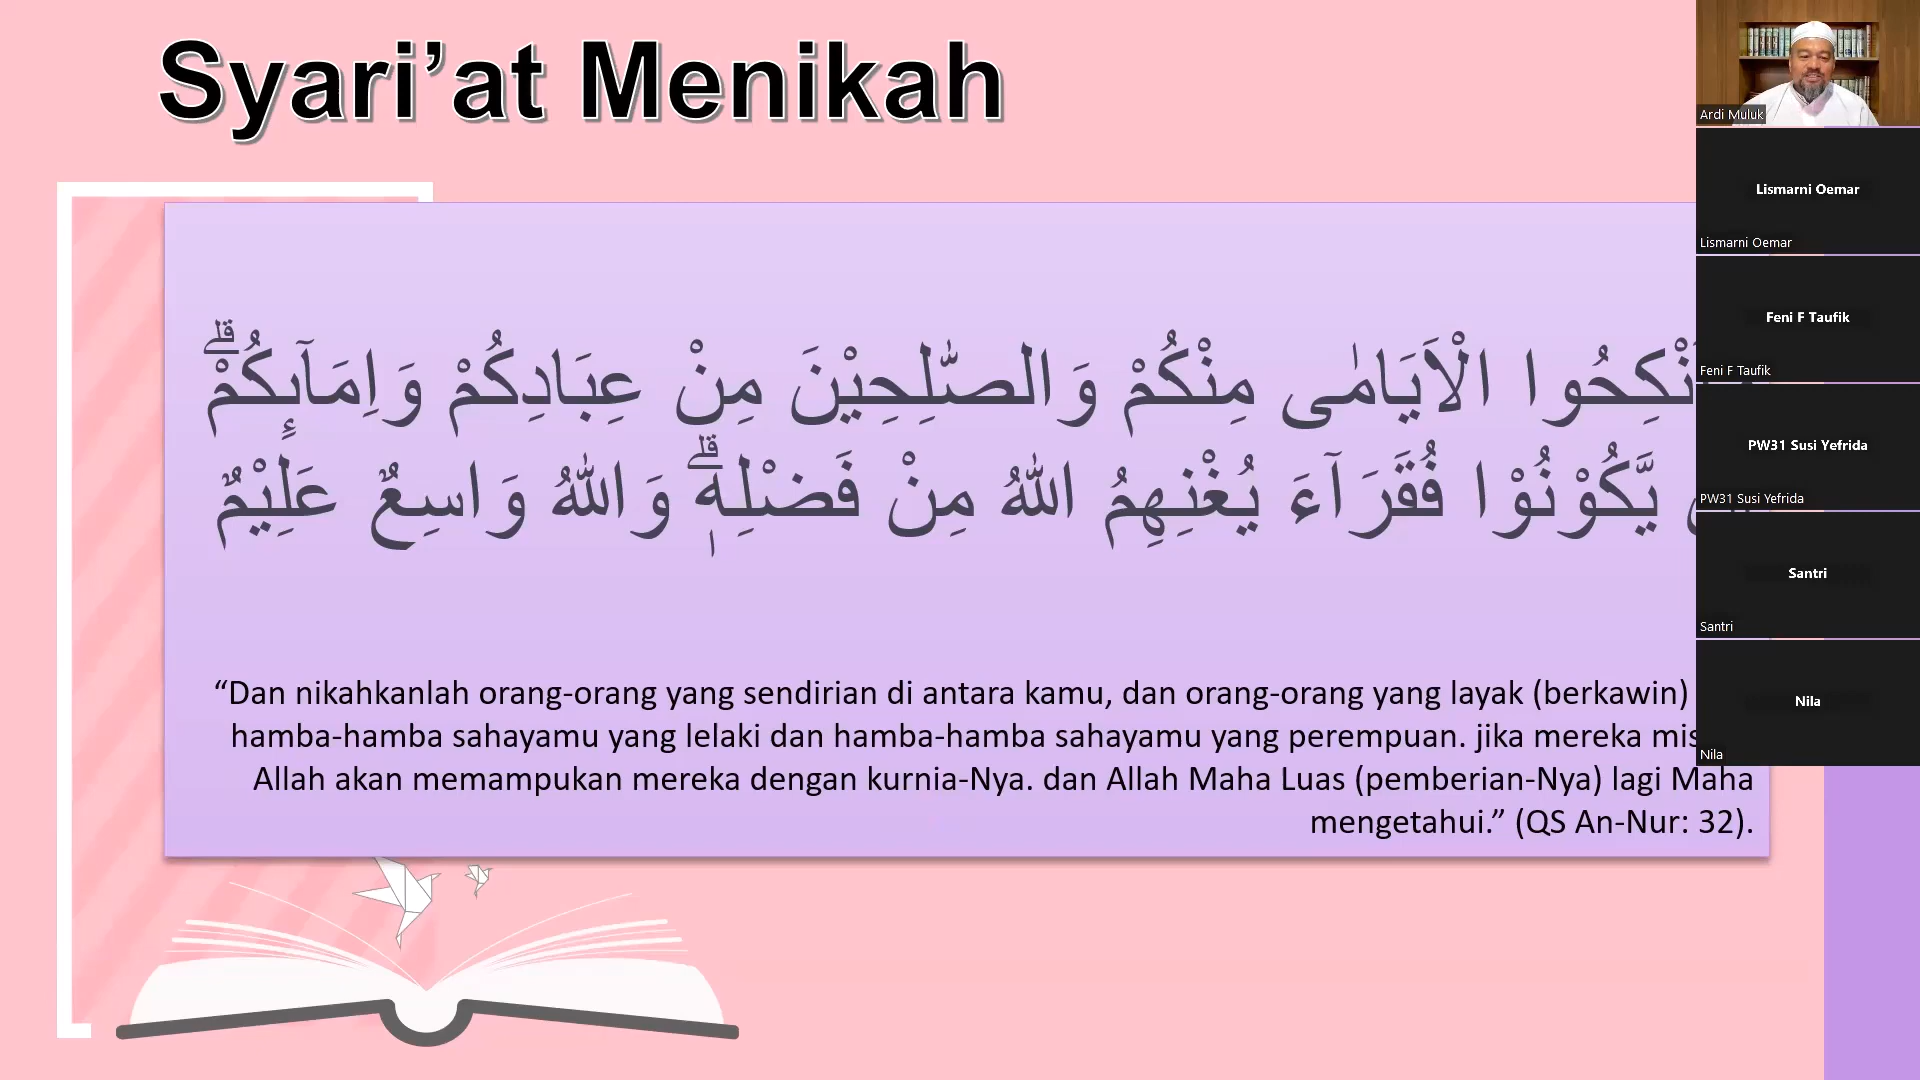 Syari’at Menikah
الْاَيَامٰى مِنْكُمْ وَالصّٰلِحِيْنَ مِنْ عِبَادِكُمْ وَاِمَاۤىِٕكُمْۗ
يَّكُوْنُوْا فُقَرَاۤءَ يُغْنِهِمُ اللّٰهُ مِنْ فَضْلِهٖۗ وَاللّٰهُ وَاسِعٌ عَلِيْمٌ
“Dan nikahkanlah orang-orang yang sendirian di antara kamu, dan orang-orang yang layak (berkawin)
hamba-hamba sahayamu yang lelaki dan hamba-hamba sahayamu yang perempuan. jika mereka
Allah akan memampukan mereka dengan kurnia-Nya. dan Allah Maha Luas (pemberian-Nya) lagi Maha
mengetahui.” (QS An-Nur: 32).
Ardi Muluk
Lismarni Oemar
Lismarni Oemar
Feni F Taufik
Feni F Taufik
PW31 Susi Yefrida
PW31 Susi Yefrida
Santri
Santri
Nila
Nila